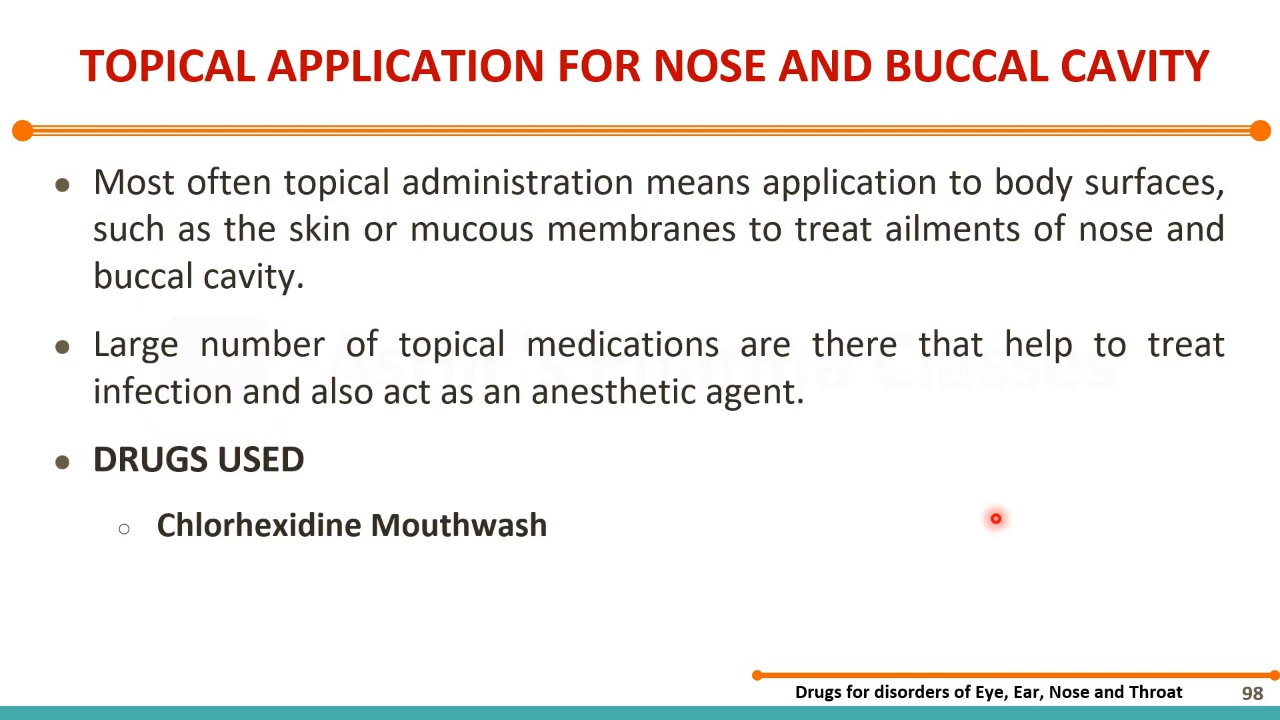 TOPICAL APPLICATION FOR NOSE AND BUCCAL CAVITY
● Most often topical administration means application to body surfaces,
such as the skin or mucous membranes to treat ailments of nose and
buccal cavity.
● Large number of topical medications are there that help to treat
infection and also act as an anesthetic agent.
● DRUGS USED
○ Chlorhexidine Mouthwash
Drugs for disorders of Eye, Ear, Nose and Throat 98